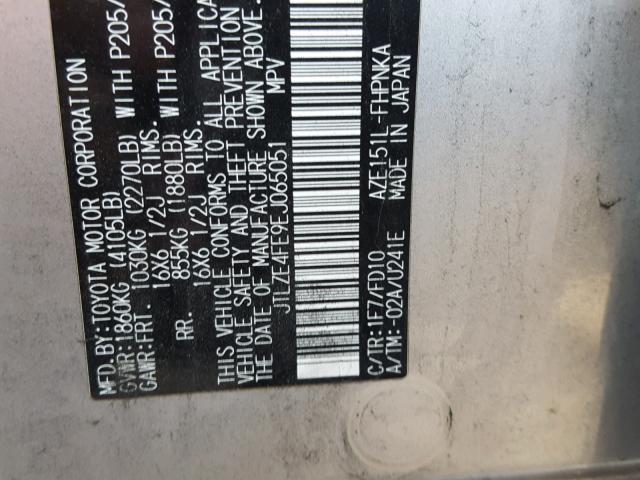 MFD.BY:TOYOTA MOTOR CORPORATION
GVWR:1860KG (4105LB)
GAWR:FRT. 1030KG (2270LB) WITH P205/
16X6 1/2J RIMS.
RR. 855KG (1880LB) WITH P205/
16X6 1/2J RIMS.
THIS VEHICLE CONFORMS TO ALL APPLICA
VEHICLE SAFETY AND THEFT PREVENTION
THE DATE OF MANUFACTURE SHOWN ABOVE.
JTLZE4FE9EJ065051 MPV
C/TR:1F7/FD10 AZE151L-FHPNKA
A/TM:-02A/U241E MADE IN JAPAN